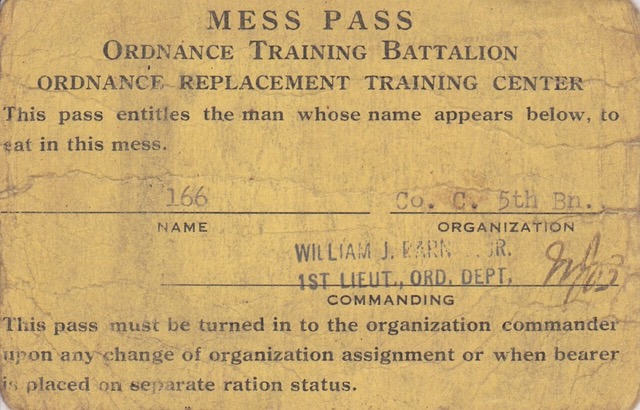 MESS PASS
ORDNANCE TRAINING BATTALION
ORDNANCE REPLACEMENT TRAINING CENTER
This pass entitles the man whose name appears below, to
eat in this mess.
166 Co. C. 5th Bn.,
NAME ORGANIZATION
WILLIAM J. JR.
1ST LIEUT., ORD. DEPT.
COMMANDING
This pass must be turned in to the organization commander
upon any change of organization assignment or when bearer
is placed on separate ration status.